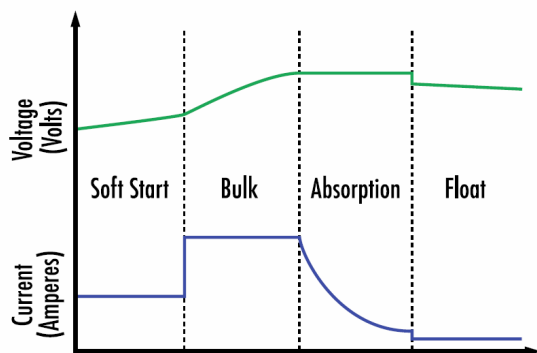 Voltage
(Volts)
Soft Start
Bulk
Absorption
Float
Current
(Amperes)